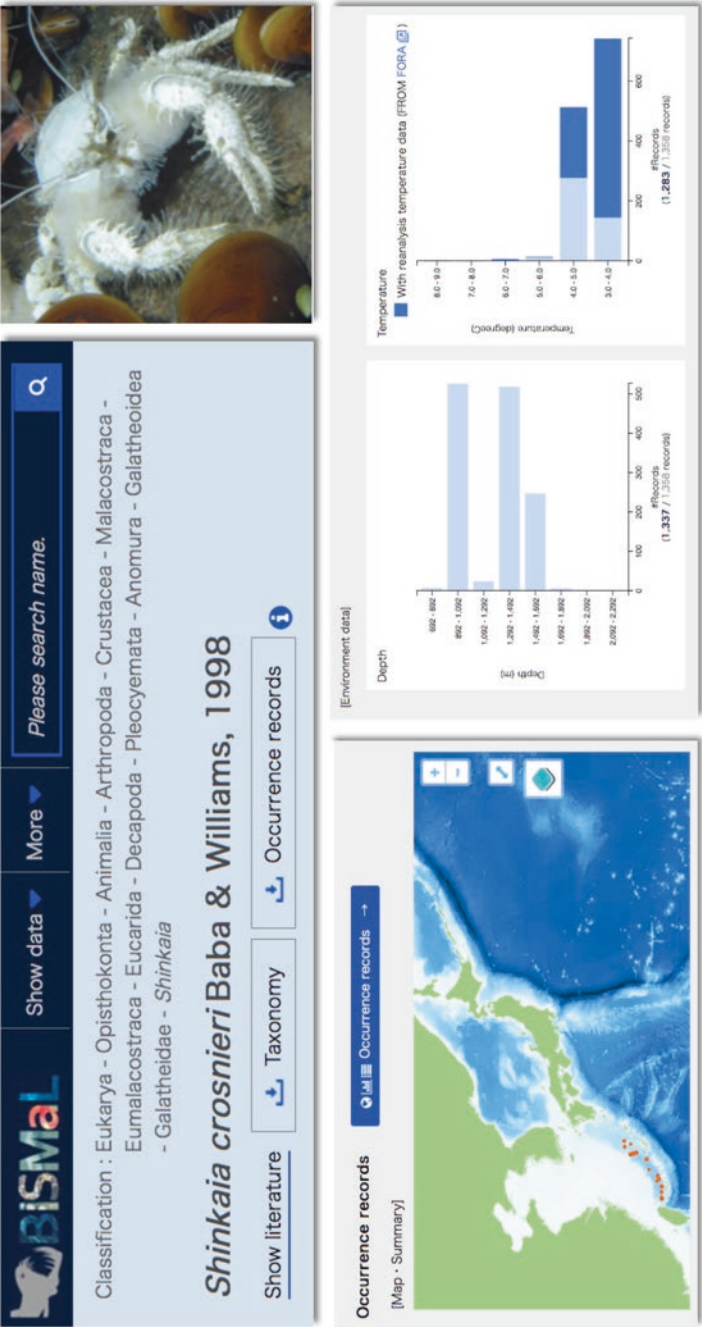 BiSMaL
Show data
More
Please search name.
Classification : Eukarya - Opisthokonta - Animalia - Arthropoda - Crustacea - Malacostraca -
Eumalacostraca - Eucarida - Decapoda - Pleocyemata - Anomura - Galatheoidea
- Galatheidae - Shinkaia
Shinkaia crosnieri Baba & Williams, 1998
Show literature
Taxonomy
Occurrence records
i
Occurrence records
Occurrence records →
[Map・Summary]
+
−
[Environment data]
Depth
Depth (m)
692 - 892
892 - 1,092
1,092 - 1,292
1,292 - 1,492
1,492 - 1,692
1,692 - 1,892
1,892 - 2,092
2,092 - 2,292
0 100 200 300 400 500
#Records
(1,337 / 1,358 records)
Temperature
With reanalysis temperature data (FROM FORA )
Temperature (degreeC)
8.0 - 9.0
7.0 - 8.0
6.0 - 7.0
5.0 - 6.0
4.0 - 5.0
3.0 - 4.0
0 200 400 600
#Records
(1,283 / 1,358 records)